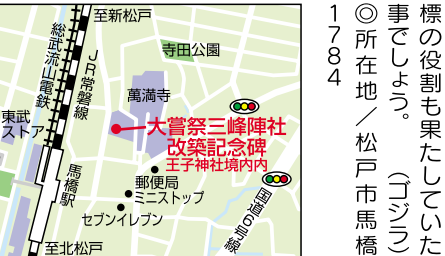 標の役割も果たしていた
事でしょう。　（ゴジラ）
◎所在地／松戸市馬橋
1784
至新松戸
総武流山電鉄
JR常磐線
寺田公園
萬満寺
東武
ストア
大嘗祭三峰陣社
改築記念碑
王子神社境内内
馬橋駅
郵便局
ミニストップ
セブンイレブン
国道6号線
至北松戸